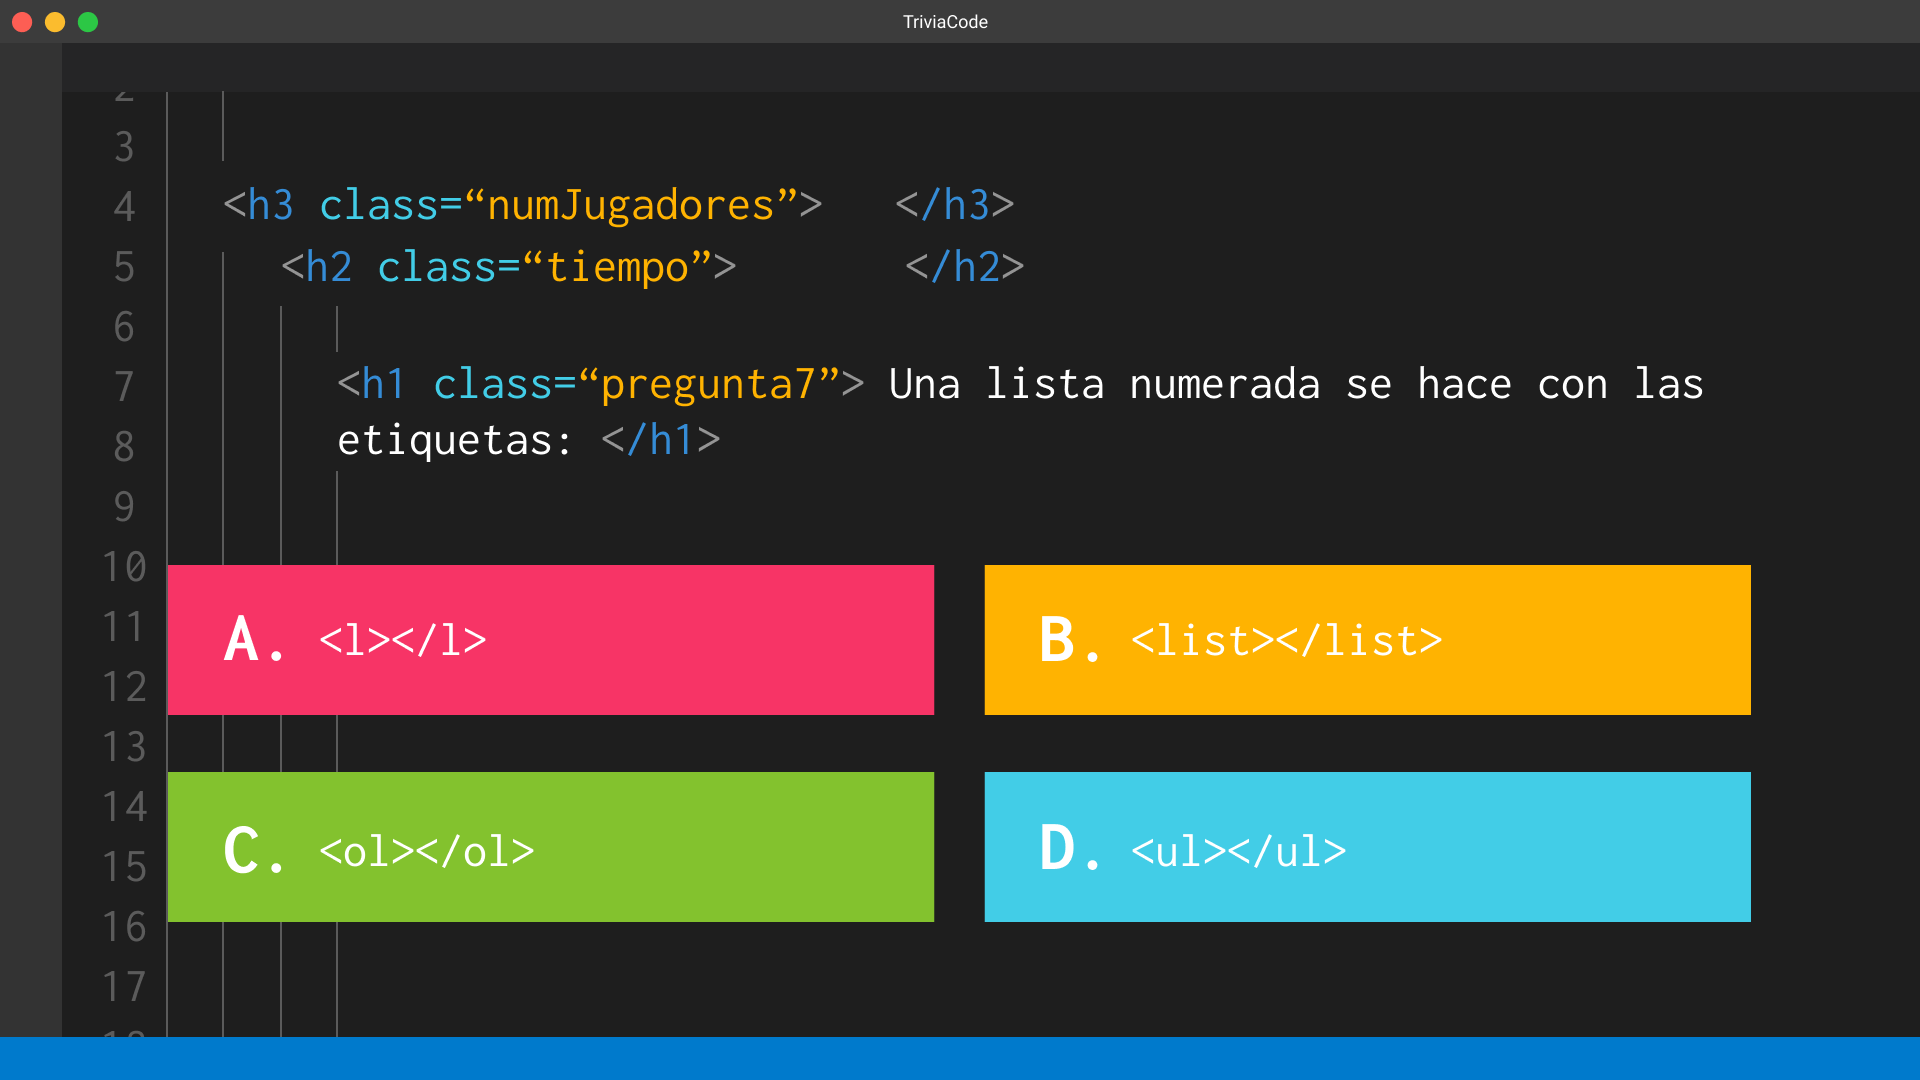 TriviaCode
2
3
4 <h3 class=“numJugadores”> </h3>
5 <h2 class=“tiempo”> </h2>
6
7 <h1 class=“pregunta7”> Una lista numerada se hace con las
8 etiquetas: </h1>
9
10
11 A. <l></l> B. <list></list>
12
13
14
15 C. <ol></ol> D. <ul></ul>
16
17
18